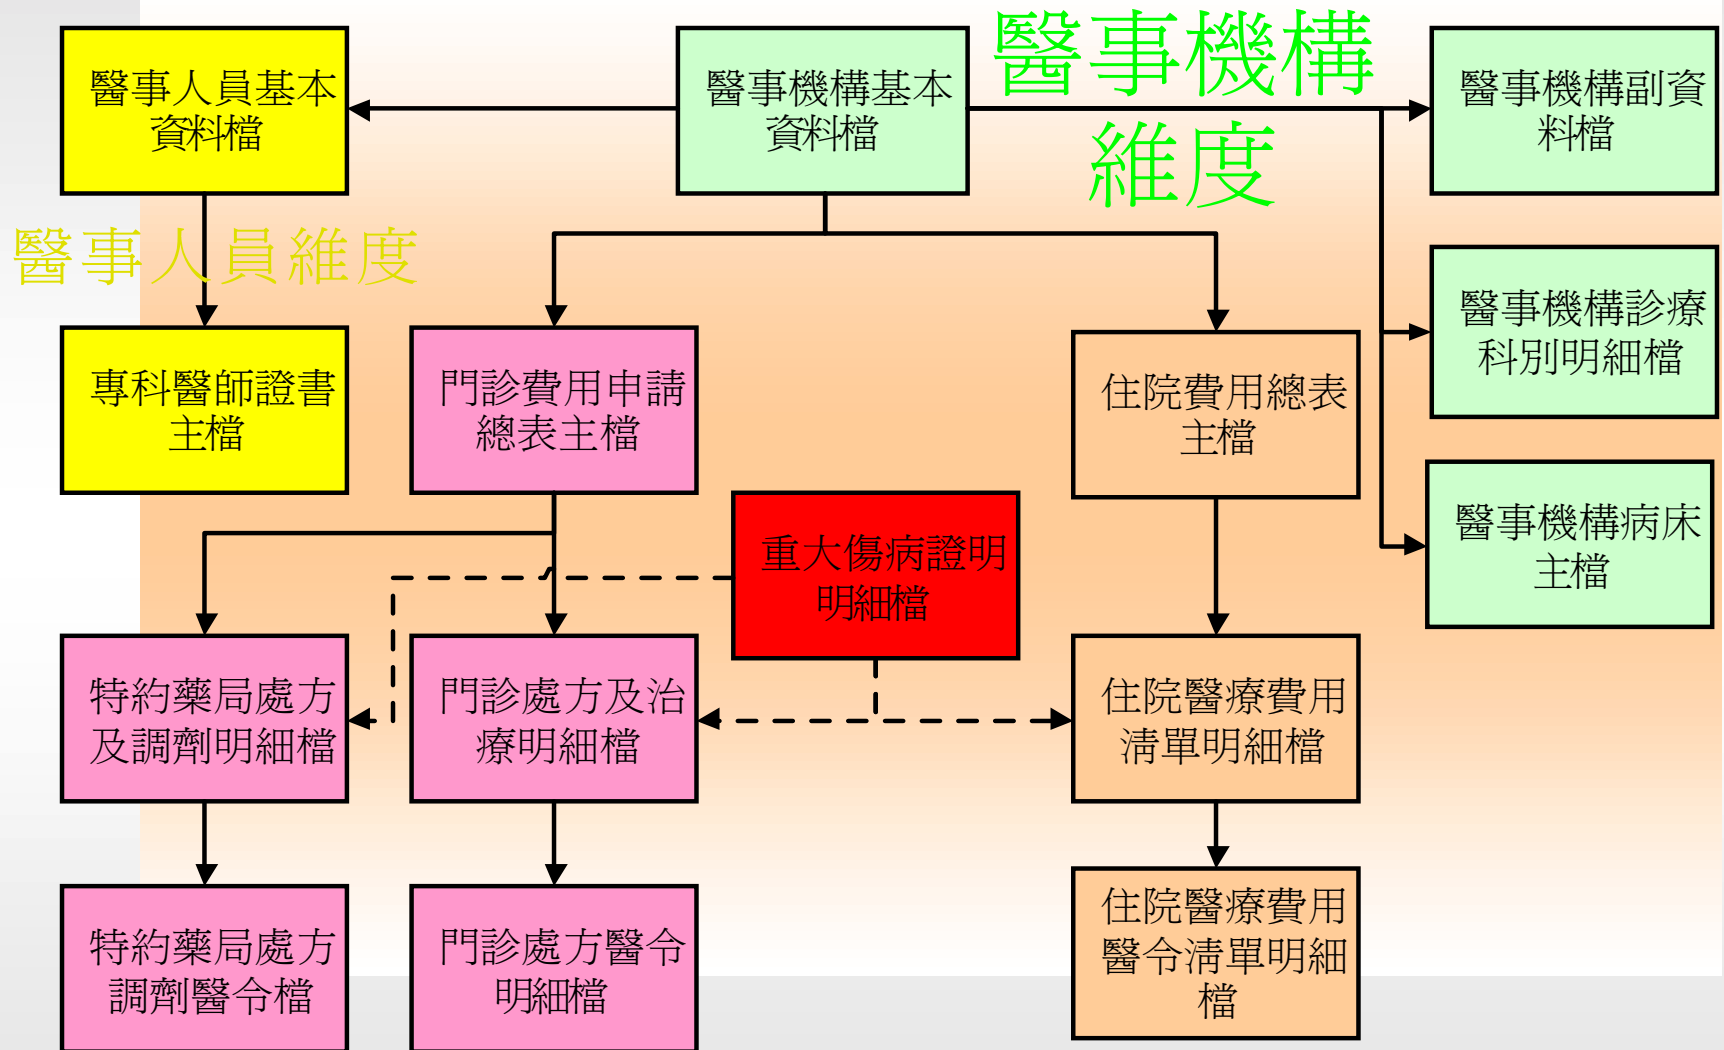 醫事人員基本
資料檔
醫事機構基本
資料檔
醫事機構
維度
醫事機構副資
料檔
醫事人員維度
醫事機構診療
科別明細檔
專科醫師證書
主檔
門診費用申請
總表主檔
住院費用總表
主檔
重大傷病證明
明細檔
醫事機構病床
主檔
特約藥局處方
及調劑明細檔
門診處方及治
療明細檔
住院醫療費用
清單明細檔
特約藥局處方
調劑醫令檔
門診處方醫令
明細檔
住院醫療費用
醫令清單明細
檔